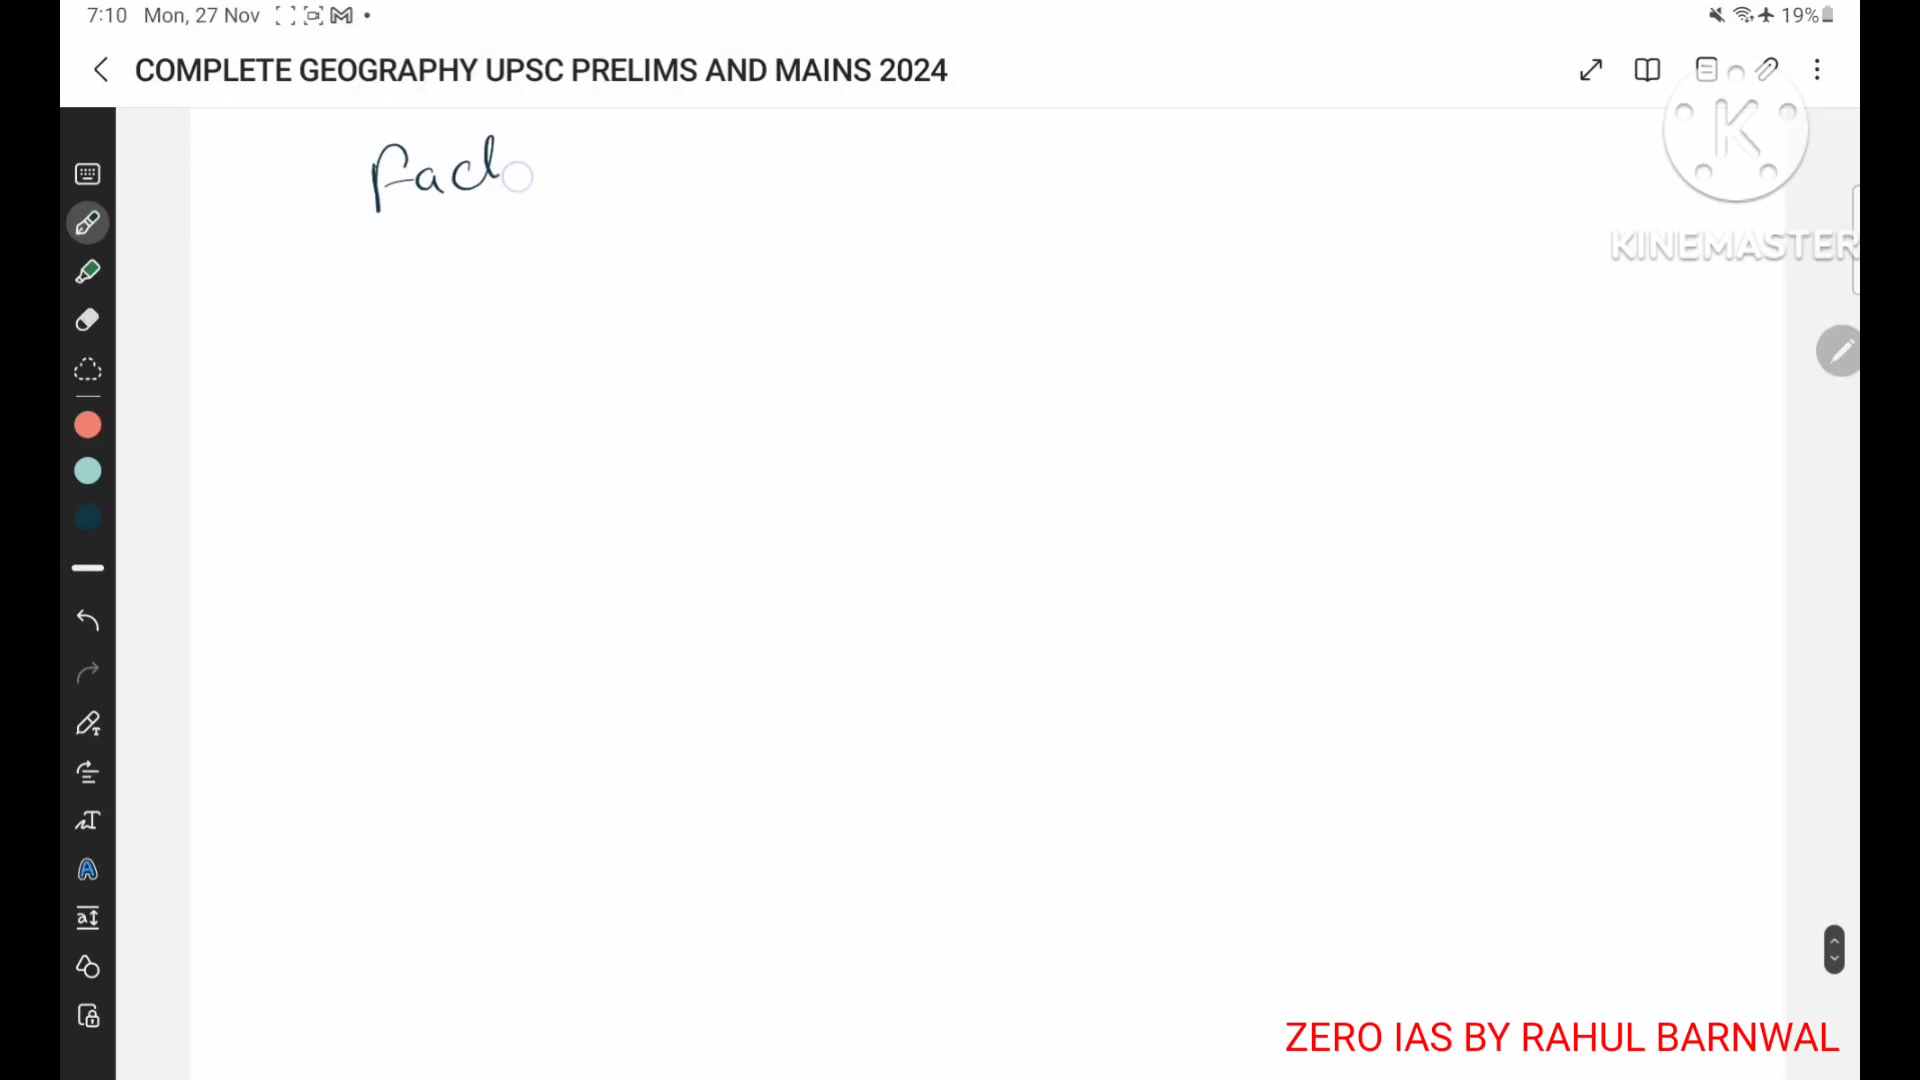 7:10 Mon, 27 Nov 19%
COMPLETE GEOGRAPHY UPSC PRELIMS AND MAINS 2024
K
KINEMASTER
ZERO IAS BY RAHUL BARNWAL